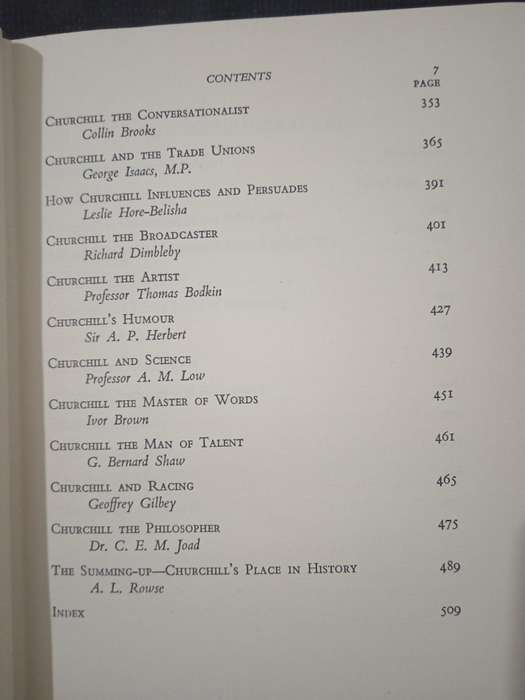 CONTENTS 7
PAGE
CHURCHILL THE CONVERSATIONALIST 353
Collin Brooks
CHURCHILL AND THE TRADE UNIONS 365
George Isaacs, M.P.
HOW CHURCHILL INFLUENCES AND PERSUADES 391
Leslie Hore-Belisha
CHURCHILL THE BROADCASTER 401
Richard Dimbleby
CHURCHILL THE ARTIST 413
Professor Thomas Bodkin
CHURCHILL'S HUMOUR 427
Sir A. P. Herbert
CHURCHILL AND SCIENCE 439
Professor A. M. Low
CHURCHILL THE MASTER OF WORDS 451
Ivor Brown
CHURCHILL THE MAN OF TALENT 461
G. Bernard Shaw
CHURCHILL AND RACING 465
Geoffrey Gilbey
CHURCHILL THE PHILOSOPHER 475
Dr. C. E. M. Joad
THE SUMMING-UP—CHURCHILL'S PLACE IN HISTORY 489
A. L. Rowse
INDEX 509